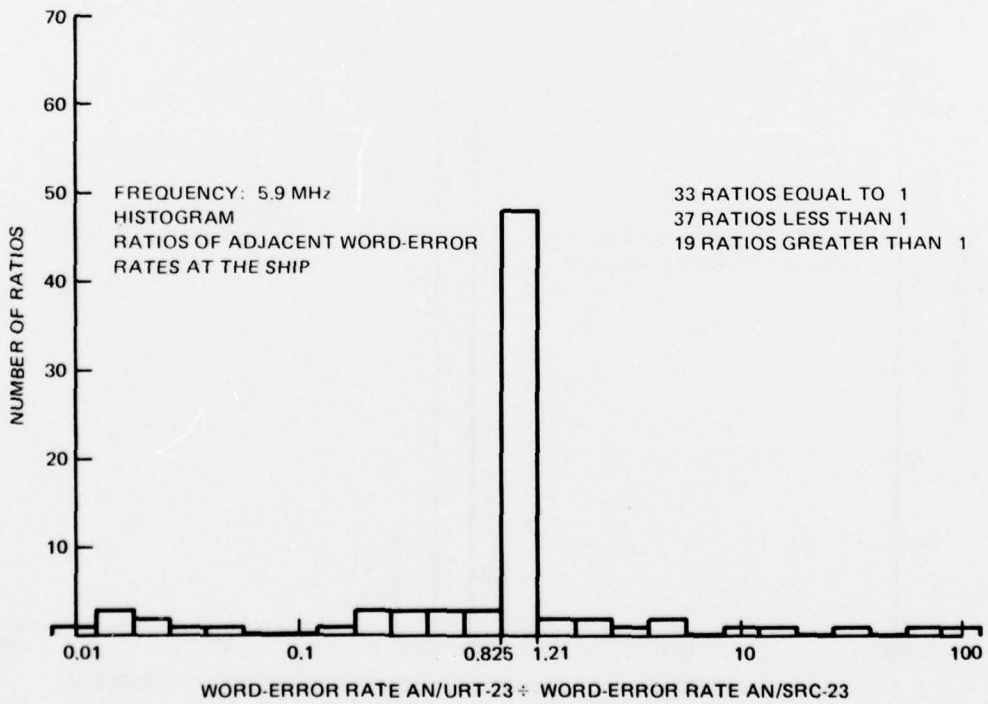 70
60
50
40
30
20
10
NUMBER OF RATIOS
FREQUENCY: 5.9 MHz
HISTOGRAM
RATIOS OF ADJACENT WORD-ERROR
RATES AT THE SHIP
33 RATIOS EQUAL TO 1
37 RATIOS LESS THAN 1
19 RATIOS GREATER THAN 1
0.01 0.1 0.825 1.21 10 100
WORD-ERROR RATE AN/URT-23 ÷ WORD-ERROR RATE AN/SRC-23